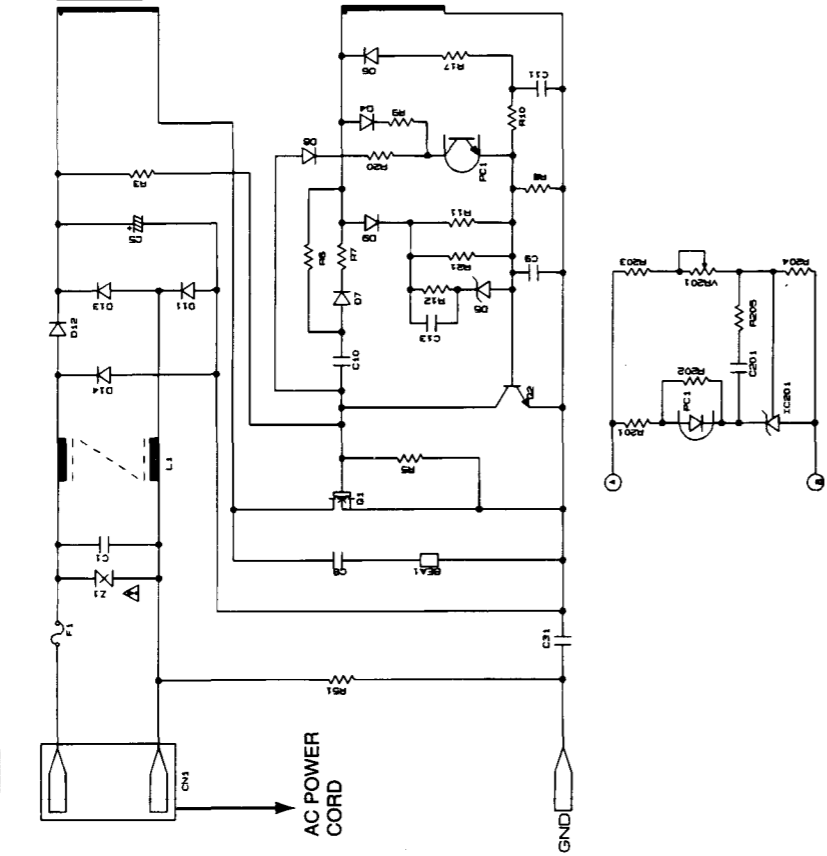 D6
R17
C11
D4
R9
R10
D8
R20
PC1
R3
R8
C5
+
R6
R7
D9
R11
R21
C9
R12
D5
C13
D7
C10
D13
D11
D12
D14
Q2
L1
R5
Q1
C1
Z1
C8
BEA1
F1
C31
R51
CN1
AC POWER
CORD
GND
R203
VR201
R204
R205
C201
R202
PC1
IC201
R201
A
B